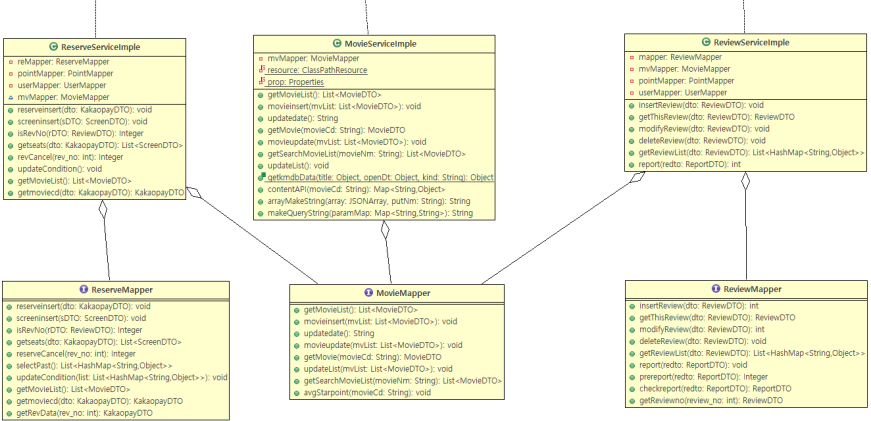 ReserveServiceImple
reMapper: ReserveMapper
pointMapper: PointMapper
userMapper: UserMapper
mvMapper: MovieMapper
reserveinsert(dto: KakaopayDTO): void
screeninsert(sDTO: ScreenDTO): void
isRevNo(rDTO: ReviewDTO): Integer
getseats(dto: KakaopayDTO): List<ScreenDTO>
revCancel(rev_no: int): Integer
updateCondition(): void
getMovieList(): List<MovieDTO>
getmoviecd(dto: KakaopayDTO): KakaopayDTO
MovieServiceImple
mvMapper: MovieMapper
resource: ClassPathResource
prop: Properties
getMovieList(): List<MovieDTO>
movieinsert(mvList: List<MovieDTO>): void
updatedate(): String
getMovie(movieCd: String): MovieDTO
movieupdate(mvList: List<MovieDTO>): void
getSearchMovieList(movieNm: String): List<MovieDTO>
updateList(): void
getkmdbData(title: Object, openDt: Object, kind: String): Object
contentAPI(movieCd: String): Map<String,Object>
arrayMakeString(array: JSONArray, putNm: String): String
makeQueryString(paramMap: Map<String,String>): String
ReviewServiceImple
mapper: ReviewMapper
mvMapper: MovieMapper
pointMapper: PointMapper
userMapper: UserMapper
insertReview(dto: ReviewDTO): void
getThisReview(dto: ReviewDTO): ReviewDTO
modifyReview(dto: ReviewDTO): void
deleteReview(dto: ReviewDTO): void
getReviewList(dto: ReviewDTO): List<HashMap<String,Object>>
report(redto: ReportDTO): int
ReserveMapper
reserveinsert(dto: KakaopayDTO): void
screeninsert(sDTO: ScreenDTO): void
isRevNo(rDTO: ReviewDTO): Integer
getseats(dto: KakaopayDTO): List<ScreenDTO>
reserveCancel(rev_no: int): Integer
selectPast(): List<HashMap<String,Object>>
updateCondition(list: List<HashMap<String,Object>>): void
getMovieList(): List<MovieDTO>
getmoviecd(dto: KakaopayDTO): KakaopayDTO
getRevData(rev_no: int): KakaopayDTO
MovieMapper
getMovieList(): List<MovieDTO>
movieinsert(mvList: List<MovieDTO>): void
updatedate(): String
movieupdate(mvList: List<MovieDTO>): void
getMovie(movieCd: String): MovieDTO
updateList(mvList: List<MovieDTO>): void
getSearchMovieList(movieNm: String): List<MovieDTO>
avgStarpoint(movieCd: String): void
ReviewMapper
insertReview(dto: ReviewDTO): int
getThisReview(dto: ReviewDTO): ReviewDTO
modifyReview(dto: ReviewDTO): int
deleteReview(dto: ReviewDTO): void
getReviewList(dto: ReviewDTO): List<HashMap<String,Object>>
report(redto: ReportDTO): void
prereport(redto: ReportDTO): Integer
checkreport(redto: ReportDTO): ReportDTO
getReviewno(review_no: int): ReviewDTO